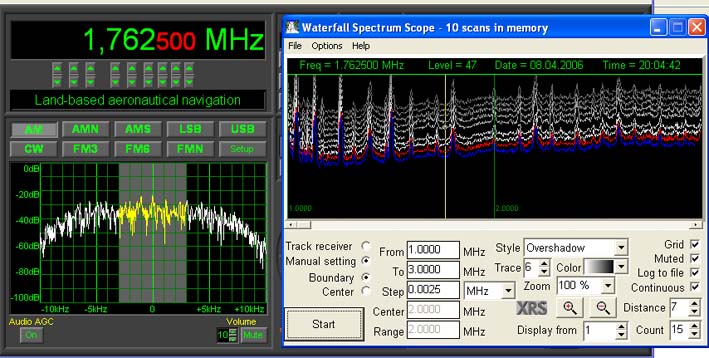 1,762500 MHz
Land-based aeronautical navigation
AM AMN AMS LSB USB
CW FM3 FM6 FMN Setup
0dB
-20dB
-40dB
-60dB
-80dB
-100dB
-10kHz -5kHz 0 +5kHz +10kHz
Audio AGC Volume
On 10 Mute
Waterfall Spectrum Scope - 10 scans in memory
File Options Help
Freq = 1,762500 MHz Level = 47 Date = 08.04.2006 Time = 20:04:42
1.0000 2.0000
Track receiver
Manual setting
Boundary
Center
Start
From 1.0000 MHz
To 3.0000 MHz
Step 0.0025 MHz
Center 2.0000 MHz
Range 2.0000 MHz
Style Overshadow
Trace 6 Color
Zoom 100 %
XRS
Display from 1
Grid
Muted
Log to file
Continuous
Distance 7
Count 15